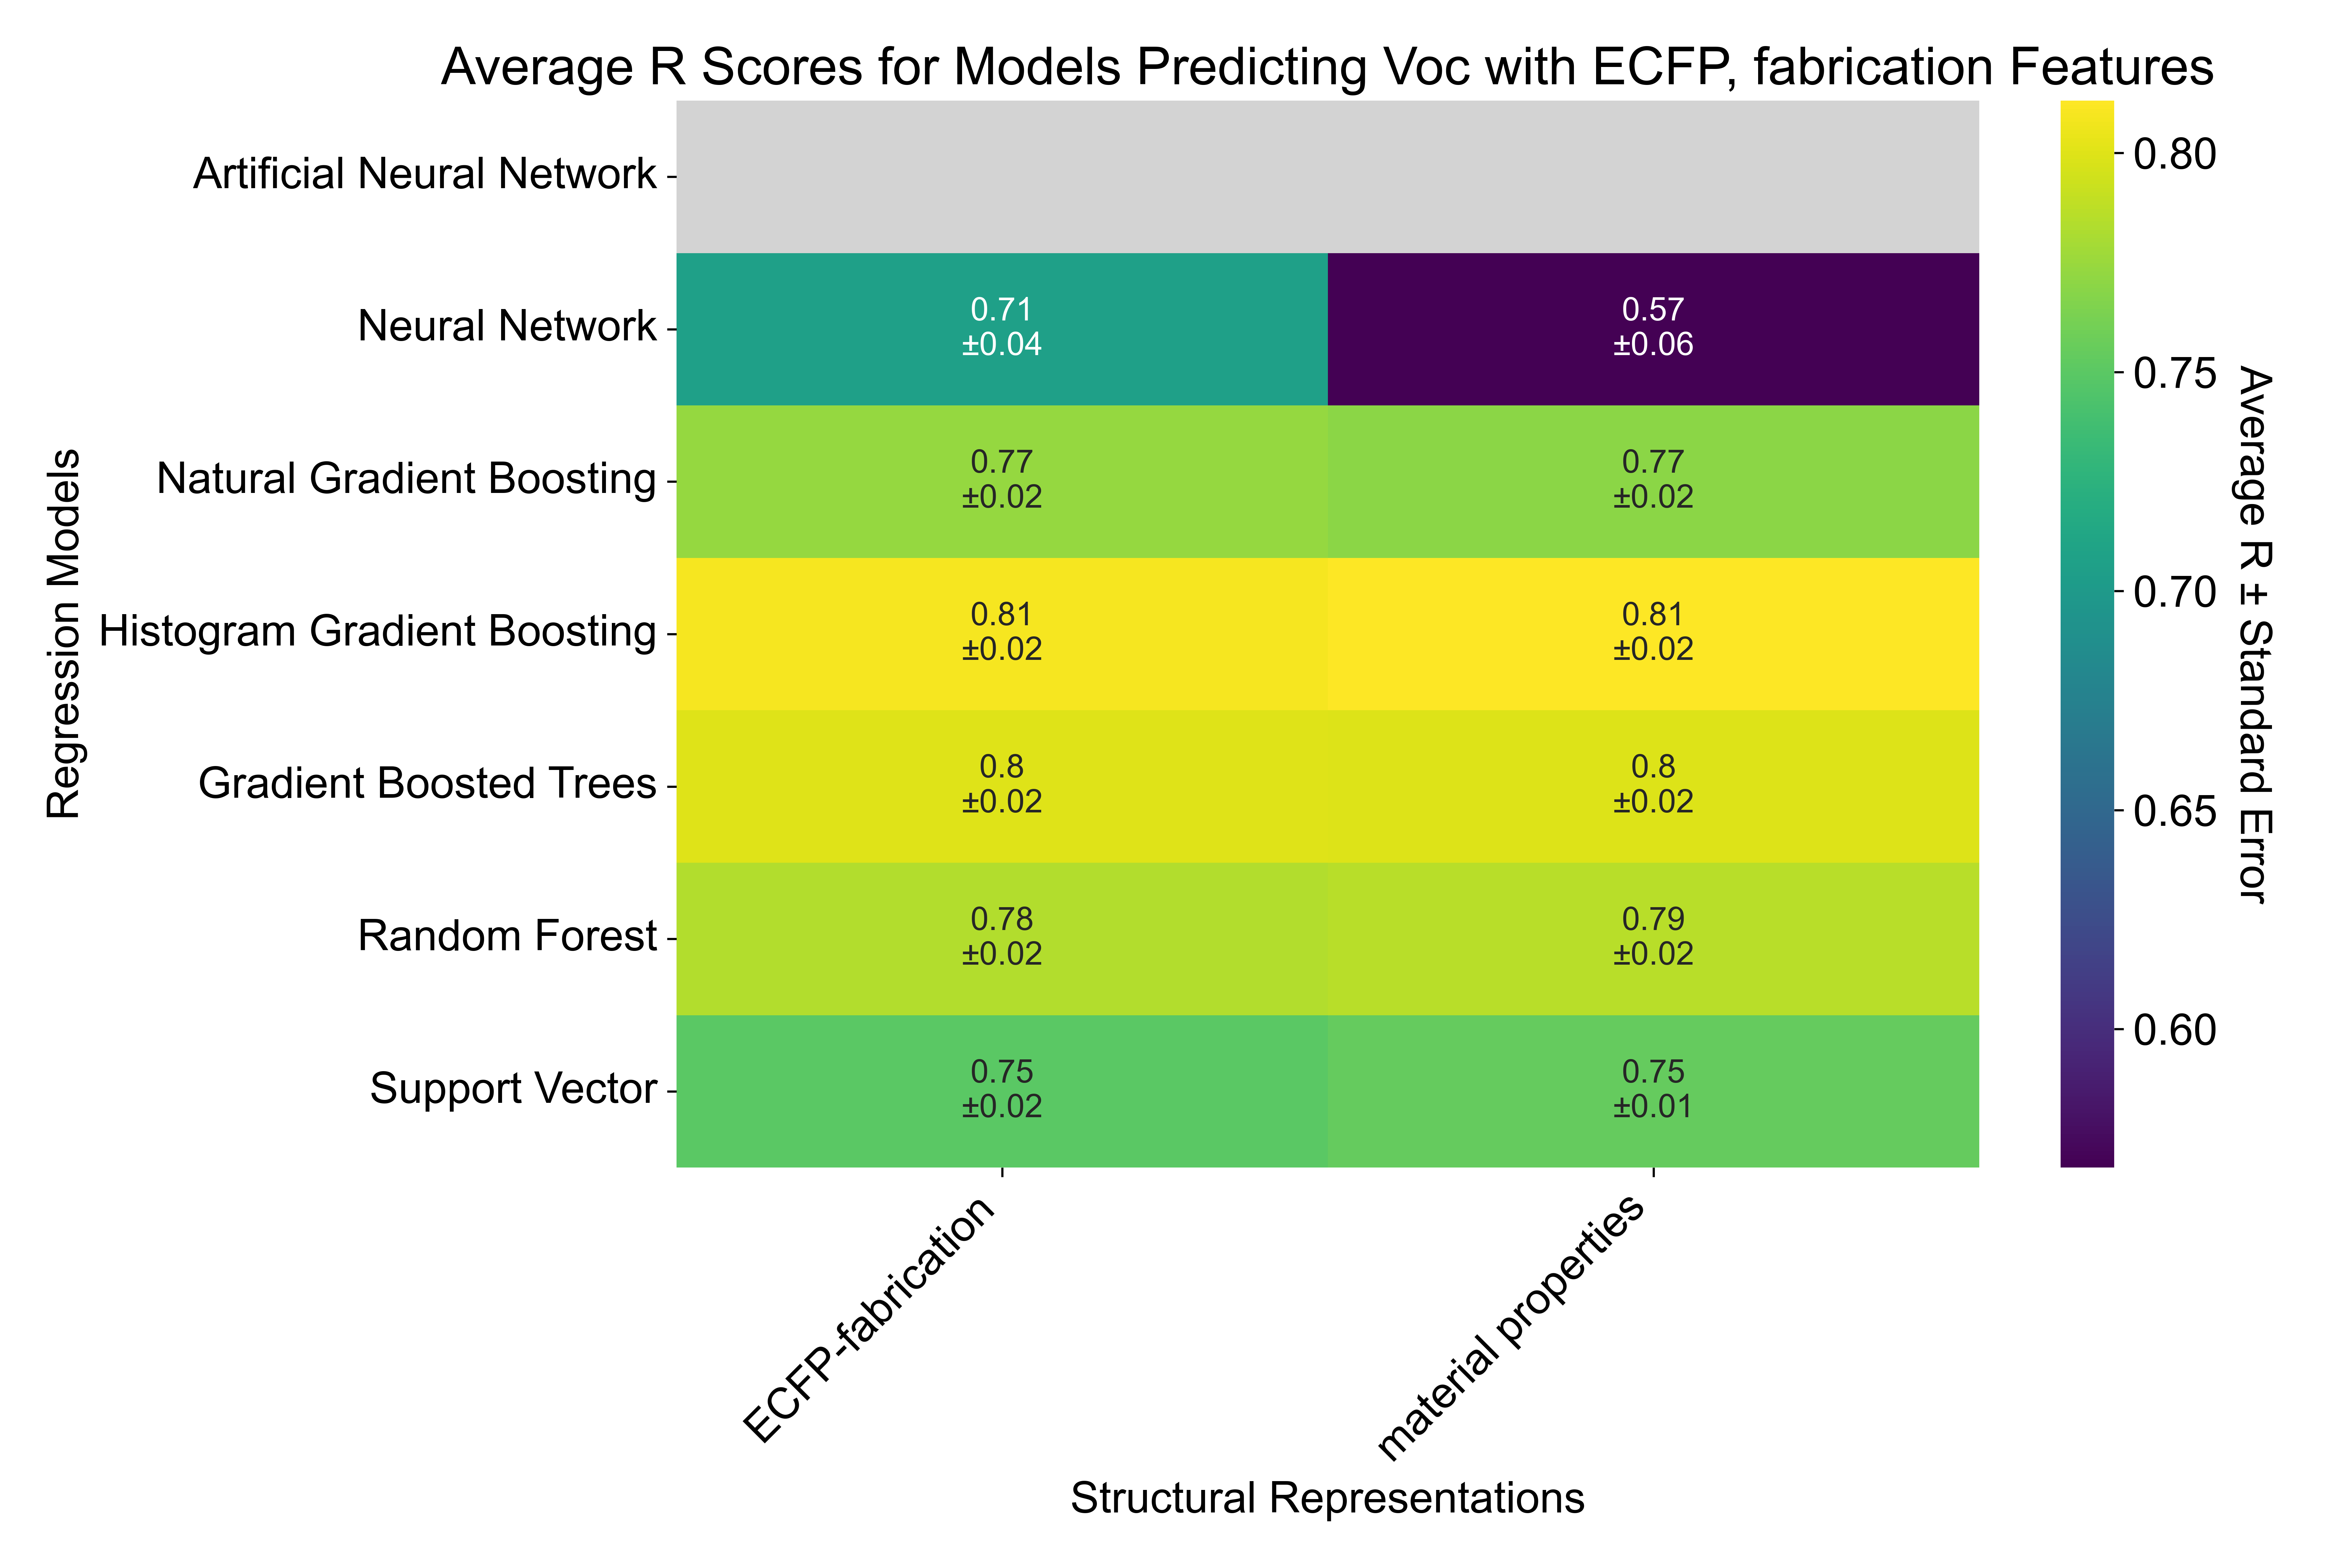 Average R Scores for Models Predicting Voc with ECFP, fabrication Features
Regression Models
Artificial Neural Network
Neural Network
0.71
±0.04
0.57
±0.06
Natural Gradient Boosting
0.77
±0.02
0.77
±0.02
Histogram Gradient Boosting
0.81
±0.02
0.81
±0.02
Gradient Boosted Trees
0.8
±0.02
0.8
±0.02
Random Forest
0.78
±0.02
0.79
±0.02
Support Vector
0.75
±0.02
0.75
±0.01
ECFP-fabrication
material properties
Structural Representations
0.80
0.75
0.70
0.65
0.60
Average R ± Standard Error